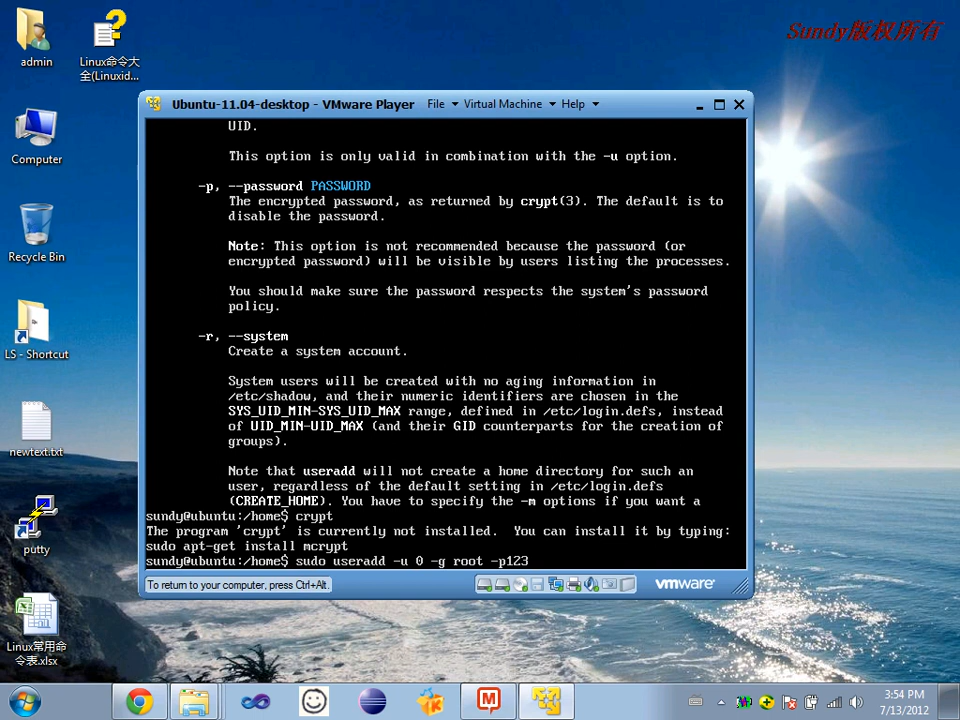 Sundy版权所有
admin
Linux命令大
全(Linuxid...
Computer
Recycle Bin
LS - Shortcut
newtext.txt
putty
Linux常用命
令表.xlsx
Ubuntu-11.04-desktop - VMware Player File Virtual Machine Help
UID.
This option is only valid in combination with the -u option.
-p, --password PASSWORD
The encrypted password, as returned by crypt(3). The default is to
disable the password.
Note: This option is not recommended because the password (or
encrypted password) will be visible by users listing the processes.
You should make sure the password respects the system's password
policy.
-r, --system
Create a system account.
System users will be created with no aging information in
/etc/shadow, and their numeric identifiers are chosen in the
SYS_UID_MIN-SYS_UID_MAX range, defined in /etc/login.defs, instead
of UID_MIN-UID_MAX (and their GID counterparts for the creation of
groups).
Note that useradd will not create a home directory for such an
user, regardless of the default setting in /etc/login.defs
(CREATE_HOME). You have to specify the -m options if you want a
sundy@ubuntu:/home$ crypt
The program 'crypt' is currently not installed.  You can install it by typing:
sudo apt-get install mcrypt
sundy@ubuntu:/home$ sudo useradd -u 0 -g root -p123
To return to your computer, press Ctrl+Alt.
vmware
3:54 PM
7/13/2012